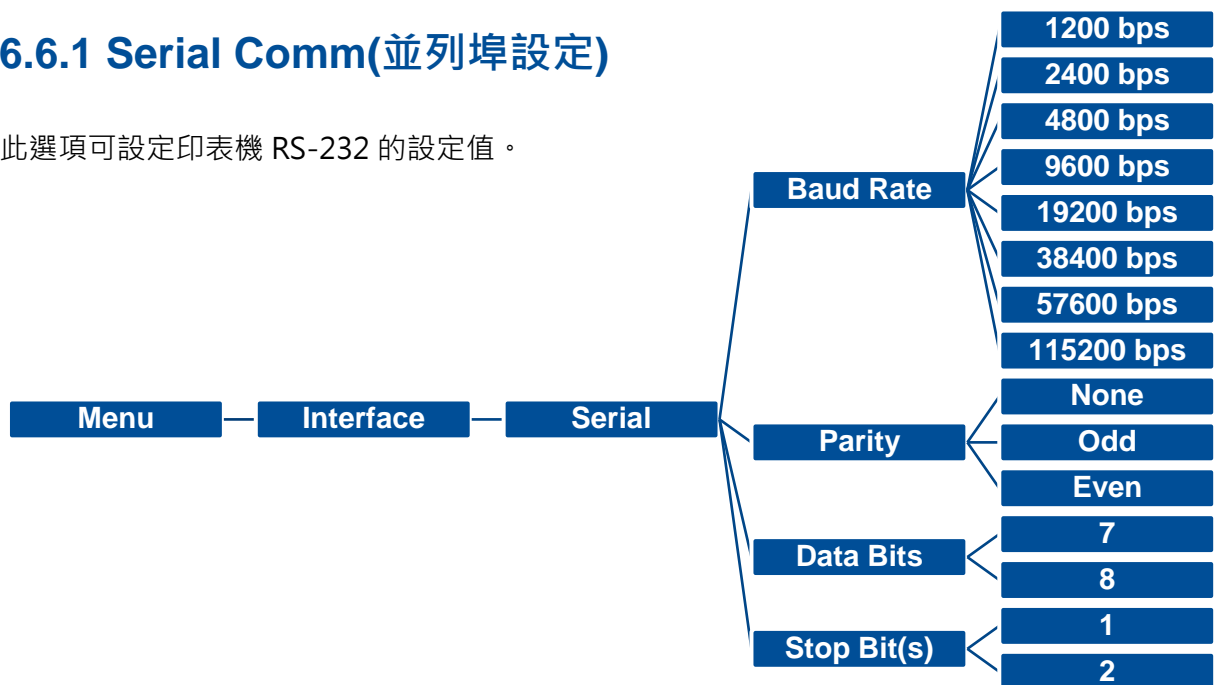 6.6.1 Serial Comm(並列埠設定)
此選項可設定印表機 RS-232 的設定值。
Menu
Interface
Serial
Baud Rate
1200 bps
2400 bps
4800 bps
9600 bps
19200 bps
38400 bps
57600 bps
115200 bps
Parity
None
Odd
Even
Data Bits
7
8
Stop Bit(s)
1
2